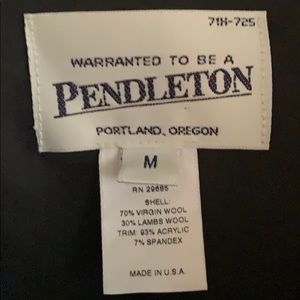 71H-725
WARRANTED TO BE A
PENDLETON
PORTLAND, OREGON
M
RN 29685
SHELL:
70% VIRGIN WOOL
30% LAMBS WOOL
TRIM: 93% ACRYLIC
7% SPANDEX
MADE IN U.S.A.